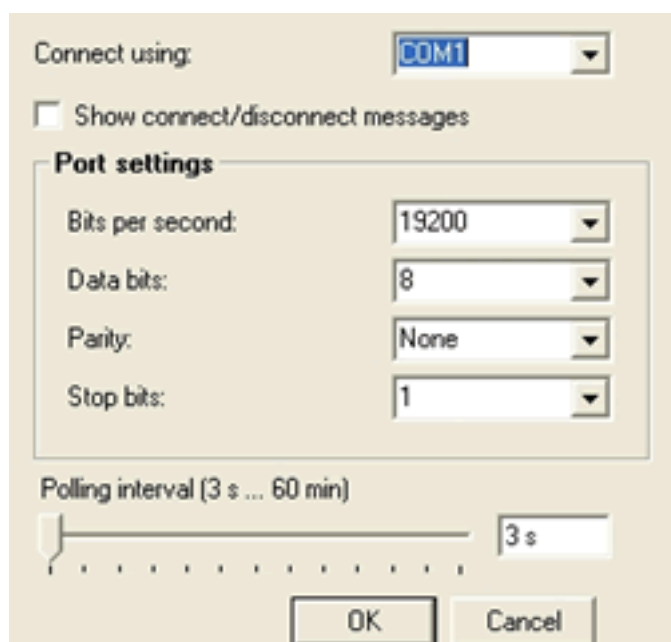 Connect using: COM1
Show connect/disconnect messages
Port settings
Bits per second: 19200
Data bits: 8
Parity: None
Stop bits: 1
Polling interval (3 s ... 60 min)
3 s
OK Cancel